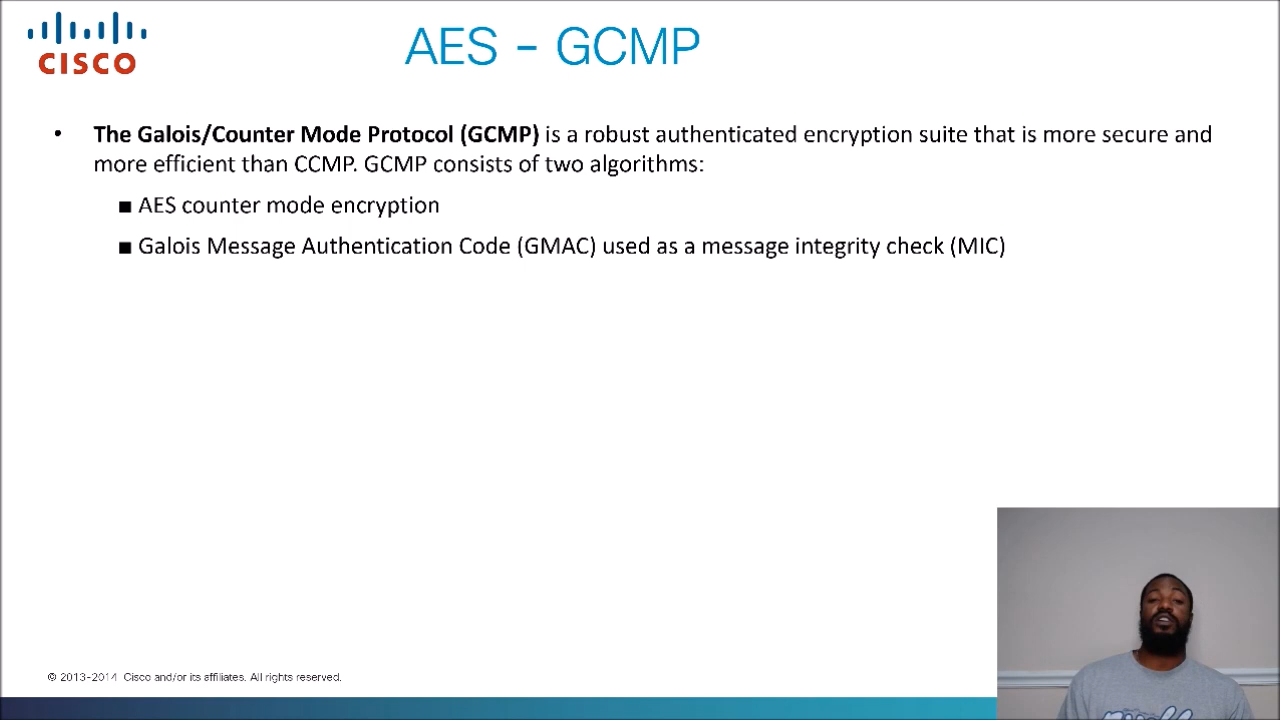 CISCO
AES - GCMP
• The Galois/Counter Mode Protocol (GCMP) is a robust authenticated encryption suite that is more secure and
more efficient than CCMP. GCMP consists of two algorithms:
■ AES counter mode encryption
■ Galois Message Authentication Code (GMAC) used as a message integrity check (MIC)
© 2013-2014 Cisco and/or its affiliates. All rights reserved.